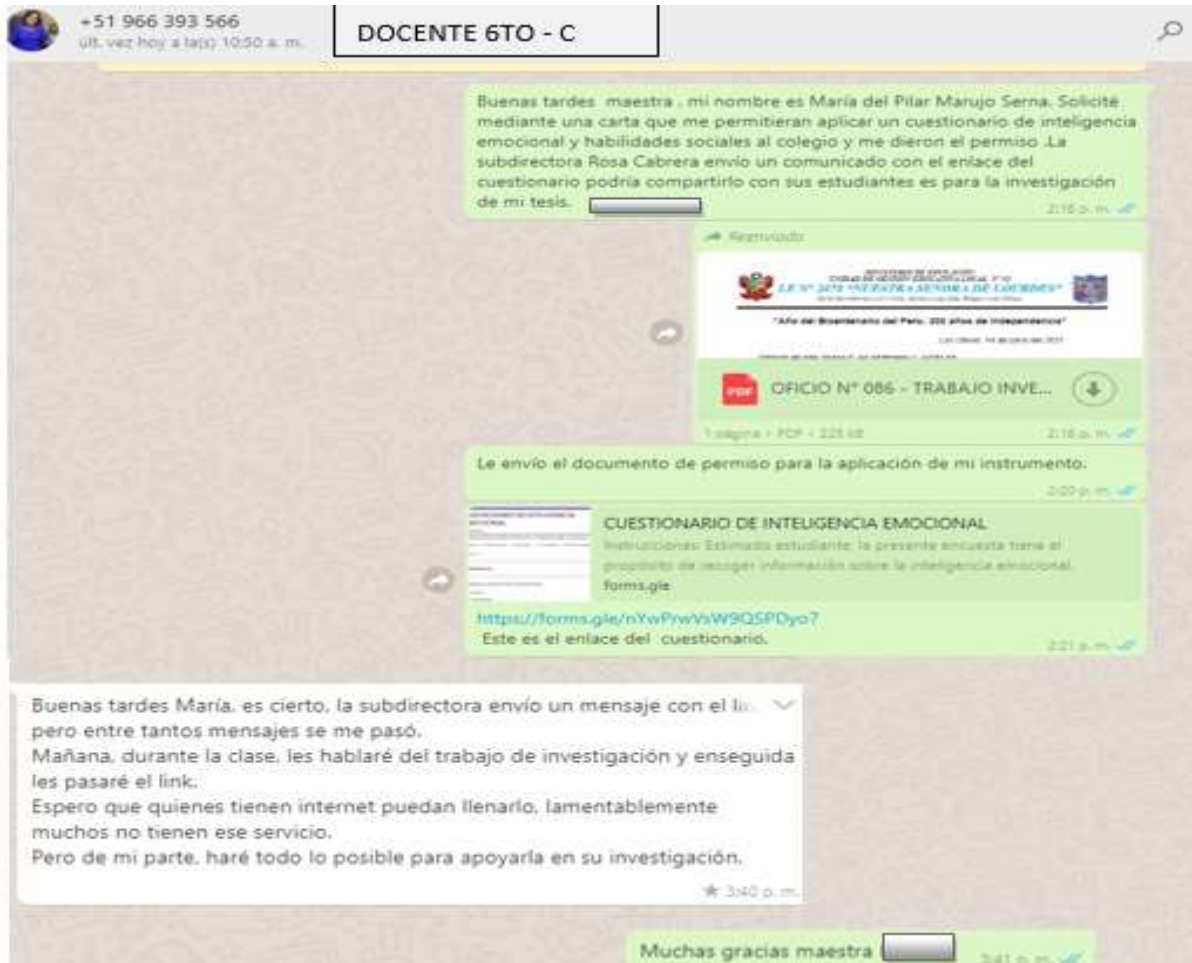 +51 966 393 566
últ. vez hoy a la(s) 10:50 a. m.
DOCENTE 6TO - C
Buenas tardes maestra , mi nombre es María del Pilar Marujo Serna. Solicité
mediante una carta que me permitieran aplicar un cuestionario de inteligencia
emocional y habilidades sociales al colegio y me dieron el permiso .La
subdirectora Rosa Cabrera envío un comunicado con el enlace del
cuestionario podría compartirlo con sus estudiantes es para la investigación
de mi tesis.
2:16 p. m.
Reenviado
"NUESTRA SEÑORA DE LOURDES"
"Año del Bicentenario del Perú, 200 años de independencia"
PDF
OFICIO N° 086 - TRABAJO INVE...
1 página • PDF • 225 kB
2:16 p. m.
Le envío el documento de permiso para la aplicación de mi instrumento.
2:20 p. m.
CUESTIONARIO DE INTELIGENCIA EMOCIONAL
Instrucciones: Estimado estudiante, la presente encuesta tiene el
propósito de recoger información sobre la inteligencia emocional.
forms.gle
https://forms.gle/nYwPrwVsW9QSPDyo7
Este es el enlace del cuestionario.
2:21 p. m.
Buenas tardes María, es cierto, la subdirectora envío un mensaje con el
pero entre tantos mensajes se me pasó.
Mañana, durante la clase, les hablaré del trabajo de investigación y enseguida
les pasaré el link.
Espero que quienes tienen internet puedan llenarlo, lamentablemente
muchos no tienen ese servicio.
Pero de mi parte, haré todo lo posible para apoyarla en su investigación.
3:40 p. m.
Muchas gracias maestra
3:41 p. m.